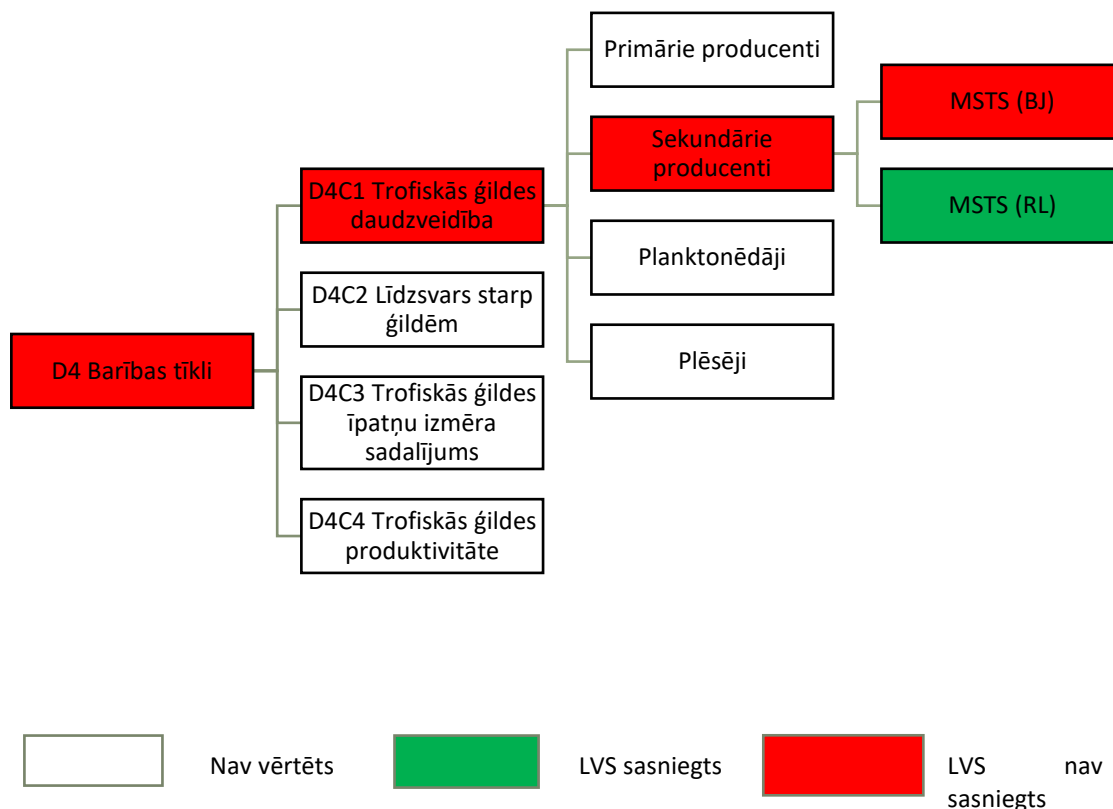 Primārie producenti
Sekundārie
producenti
Planktonēdāji
Plēsēji
MSTS (BJ)
MSTS (RL)
D4C1 Trofiskās ģildes
daudzveidība
D4C2 Līdzsvars starp
ģildēm
D4C3 Trofiskās ģildes
īpatņu izmēra
sadalījums
D4C4 Trofiskās ģildes
produktivitāte
D4 Barības tīkli
Nav vērtēts
LVS sasniegts
LVS nav
sasniegts